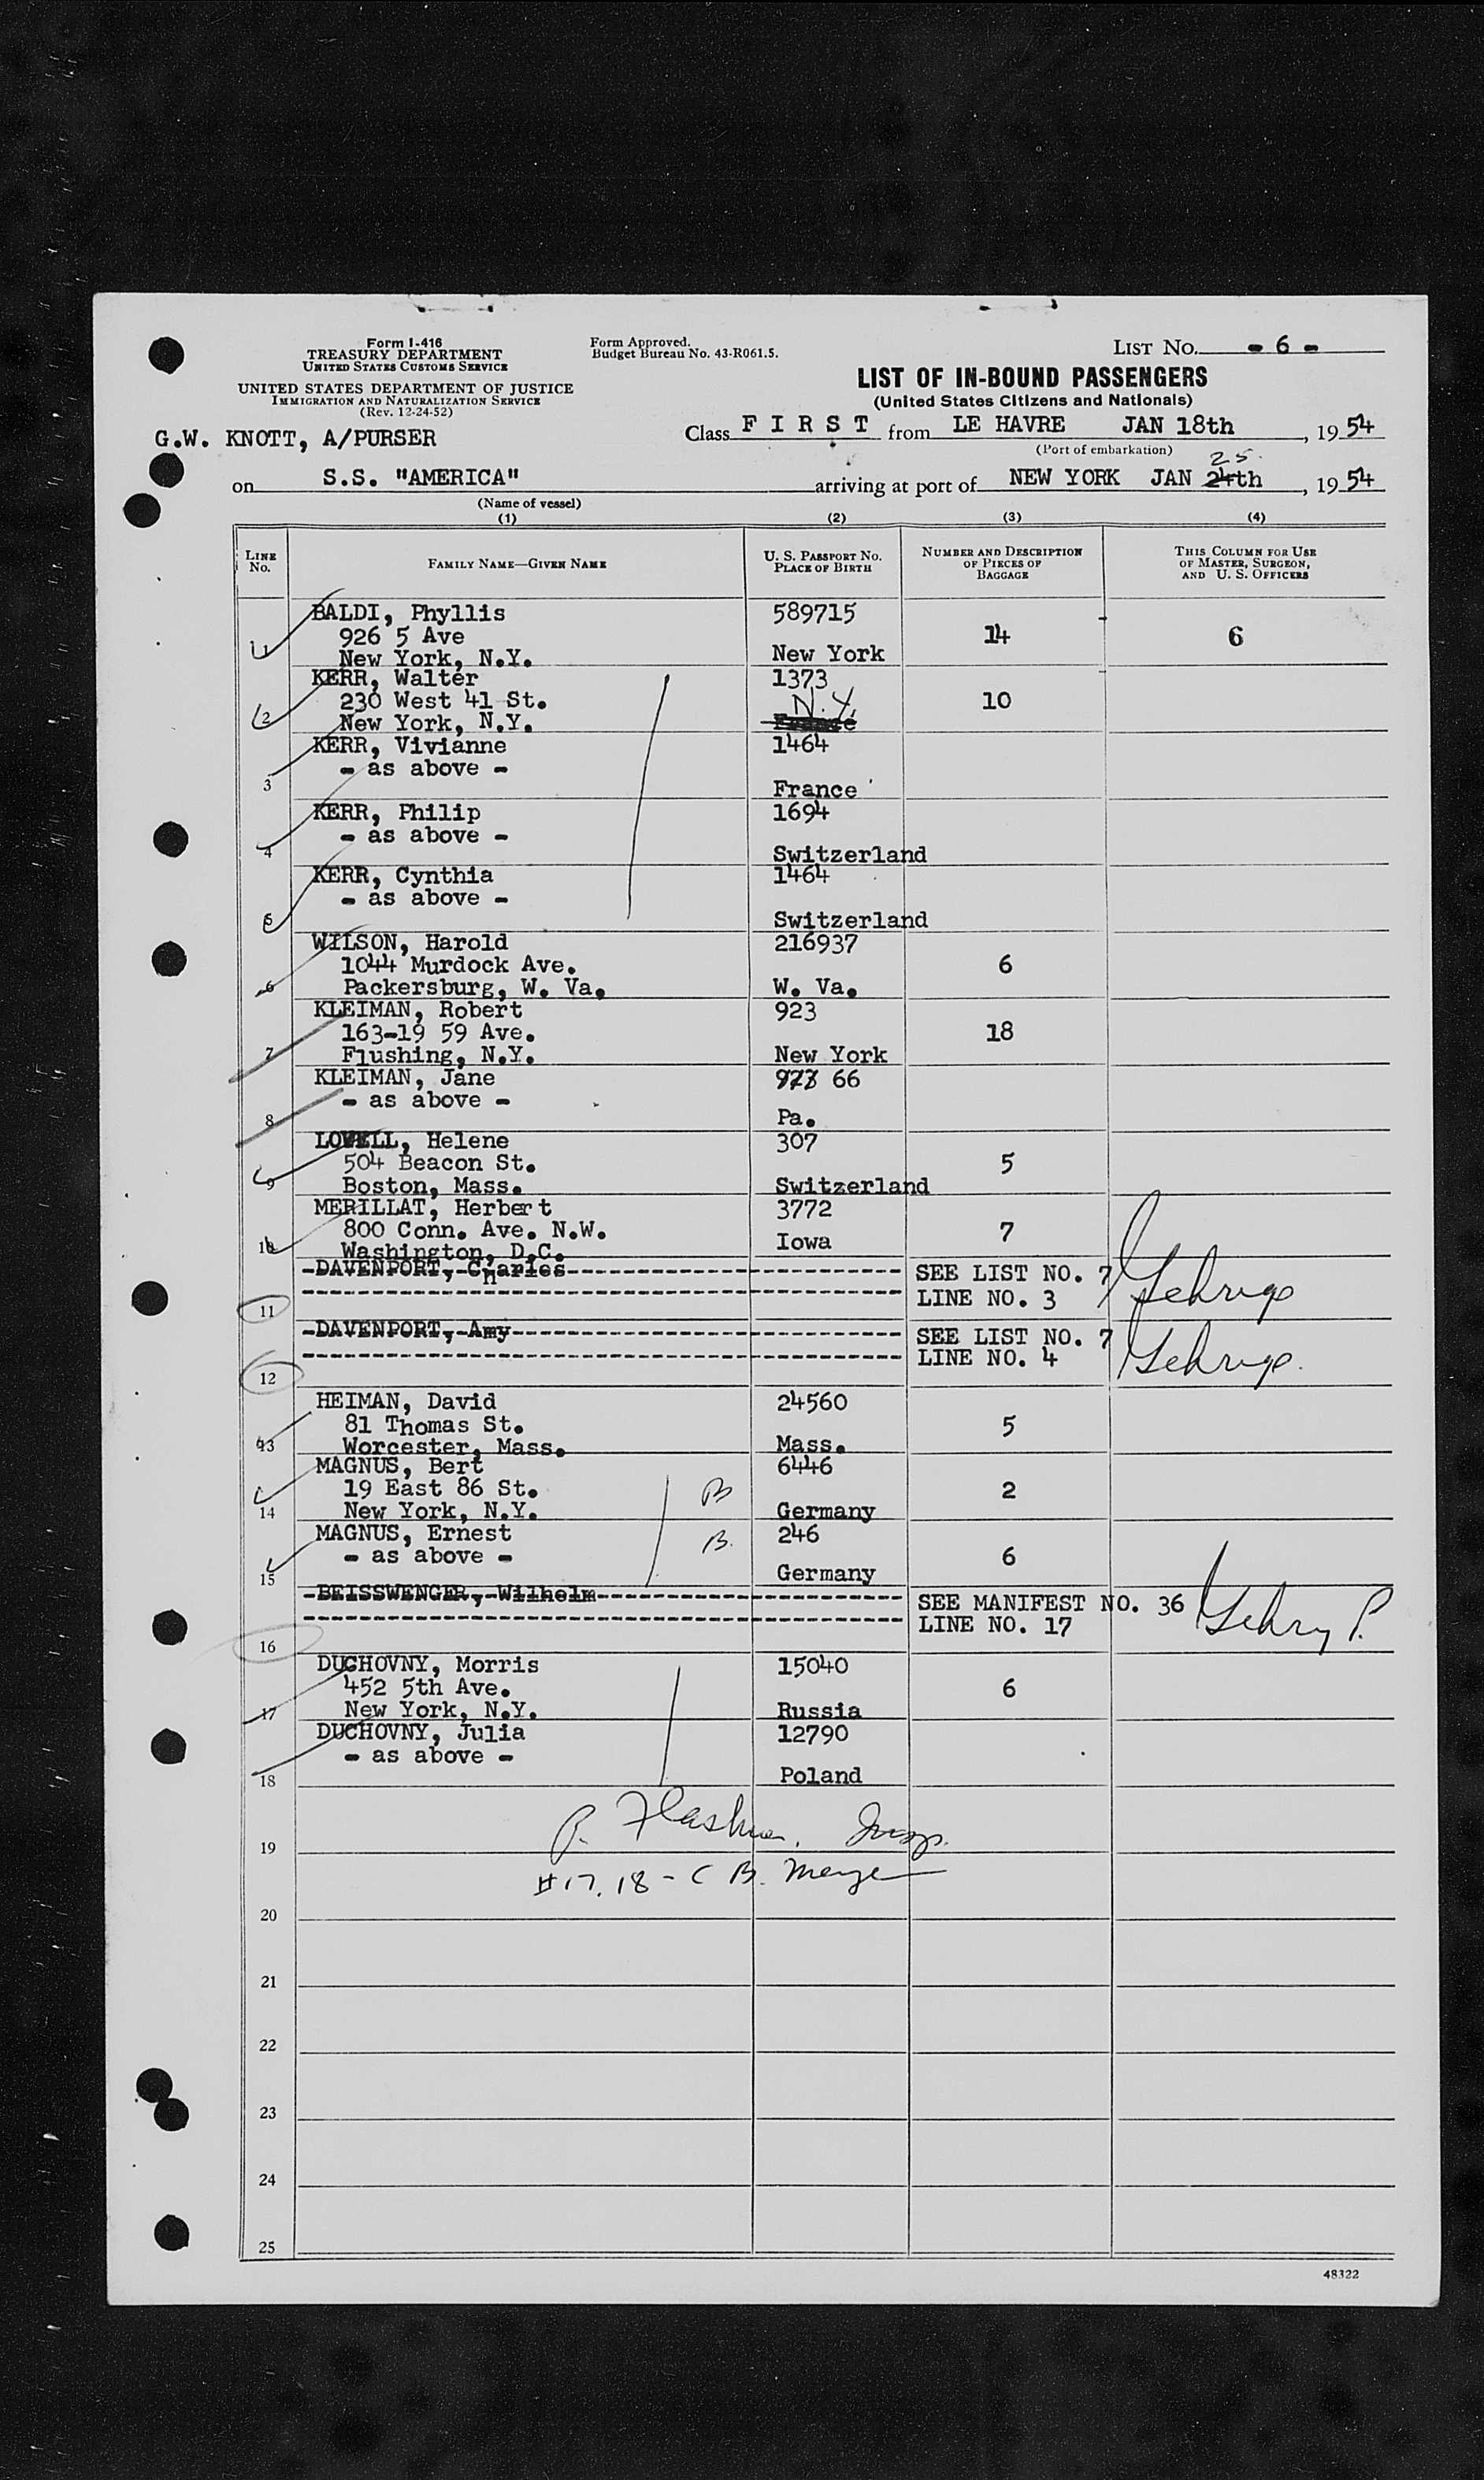 Form I-416
TREASURY DEPARTMENT
UNITED STATES CUSTOMS SERVICE
UNITED STATES DEPARTMENT OF JUSTICE
IMMIGRATION AND NATURALIZATION SERVICE
(Rev. 12-24-52)
Form Approved.
Budget Bureau No. 43-R061.5.
LIST NO. - 6 -
LIST OF IN-BOUND PASSENGERS
(United States Citizens and Nationals)
G.W. KNOTT, A/PURSER
Class F I R S T from LE HAVRE JAN 18th, 1954
(Port of embarkation)
25
on S.S. "AMERICA" arriving at port of NEW YORK JAN 24th, 1954
(Name of vessel)
(1) (2) (3) (4)
LINE No. FAMILY NAME—GIVEN NAME U. S. PASSPORT NO. PLACE OF BIRTH NUMBER AND DESCRIPTION OF PIECES OF BAGGAGE THIS COLUMN FOR USE OF MASTER, SURGEON, AND U. S. OFFICERS
BALDI, Phyllis 589715
926 5 Ave 14 6
1 New York, N.Y. New York
KERR, Walter 1373
230 West 41 St. N.Y. 10
2 New York, N.Y. France
KERR, Vivianne 1464
- as above -
3 France
KERR, Philip 1694
- as above -
4 Switzerland
KERR, Cynthia 1464
- as above -
5 Switzerland
WILSON, Harold 216937
1044 Murdock Ave. 6
6 Packersburg, W. Va. W. Va.
KLEIMAN, Robert 923
163-19 59 Ave. 18
7 Flushing, N.Y. New York
KLEIMAN, Jane 66
- as above -
8 Pa.
LOVELL, Helene 307
504 Beacon St. 5
9 Boston, Mass. Switzerland
MERILLAT, Herbert 3772
800 Conn. Ave. N.W. Iowa 7
10 Washington, D.C.
DAVENPORT, Charles SEE LIST NO. 7
11 LINE NO. 3
DAVENPORT, Amy SEE LIST NO. 7
LINE NO. 4
12
HEIMAN, David 24560
81 Thomas St. 5
13 Worcester, Mass. Mass.
MAGNUS, Bert 6446
19 East 86 St. B 2
14 New York, N.Y. Germany
MAGNUS, Ernest B. 246
- as above - 6
15 Germany
BEISSWENGER, Wilhelm SEE MANIFEST NO. 36
LINE NO. 17
16
DUCHOVNY, Morris 15040
452 5th Ave. 6
17 New York, N.Y. Russia
DUCHOVNY, Julia 12790
- as above -
18 Poland
19
#17, 18 - C B.
20
21
22
23
24
25
48322